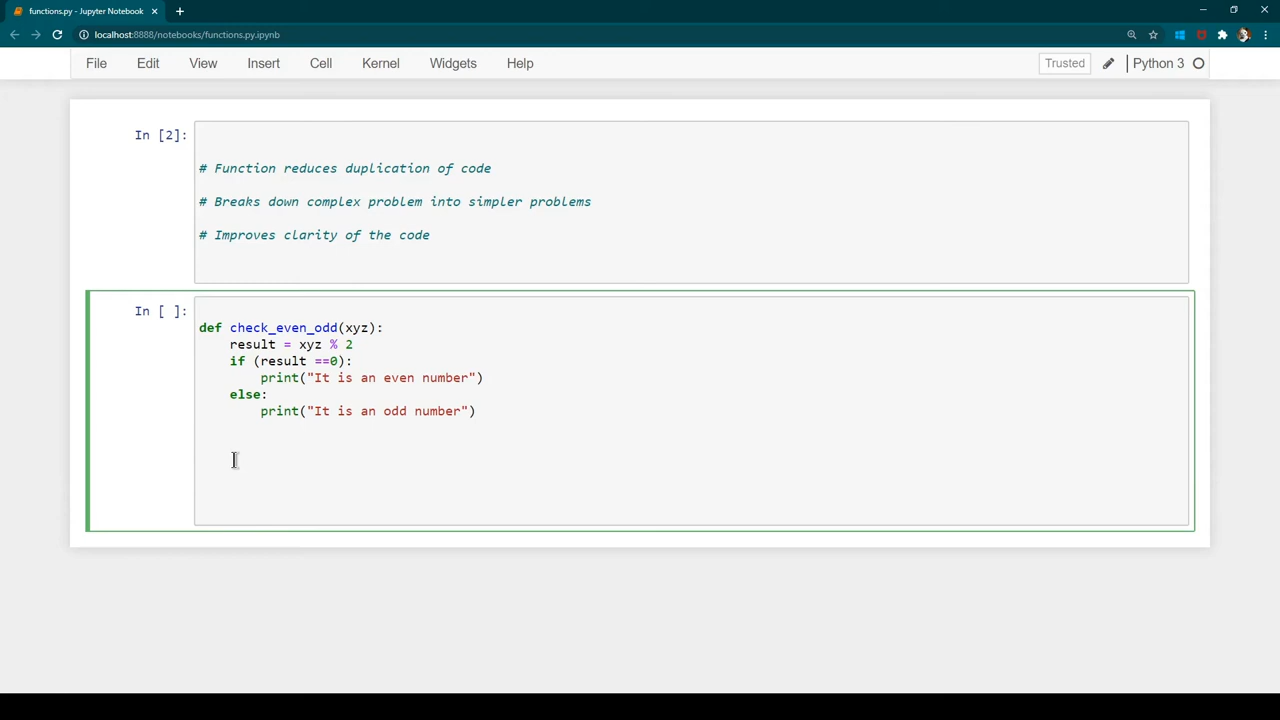 functions.py - Jupyter Notebook
localhost:8888/notebooks/functions.py.ipynb
File Edit View Insert Cell Kernel Widgets Help Trusted Python 3
In [2]:
# Function reduces duplication of code
# Breaks down complex problem into simpler problems
# Improves clarity of the code
In [ ]:
def check_even_odd(xyz):
    result = xyz % 2
    if (result ==0):
        print("It is an even number")
    else:
        print("It is an odd number")